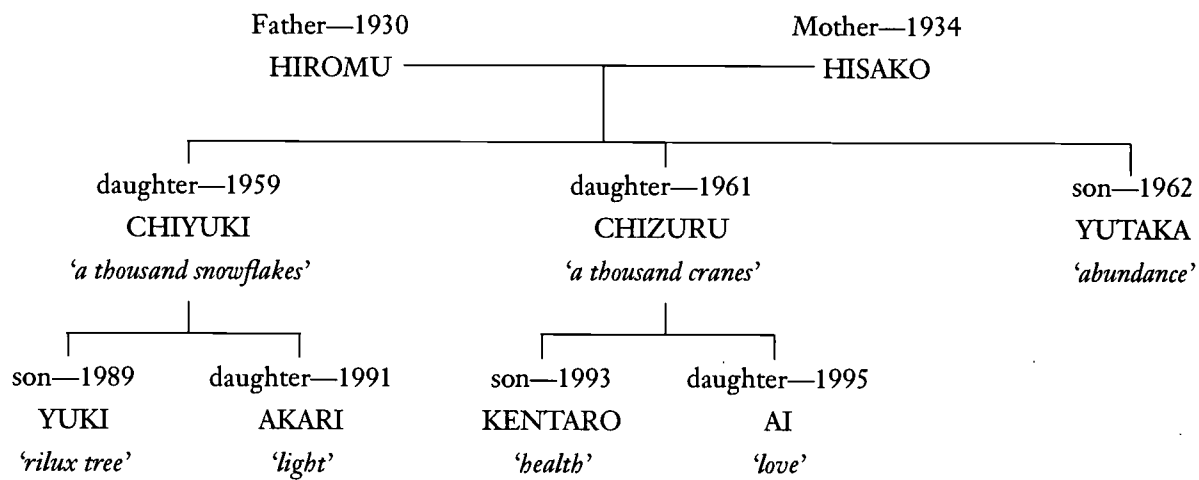 Father—1930 Mother—1934
HIROMU HISAKO
daughter—1959 daughter—1961 son—1962
CHIYUKI CHIZURU YUTAKA
‘a thousand snowflakes’ ‘a thousand cranes’ ‘abundance’
son—1989 daughter—1991 son—1993 daughter—1995
YUKI AKARI KENTARO AI
‘rilux tree’ ‘light’ ‘health’ ‘love’